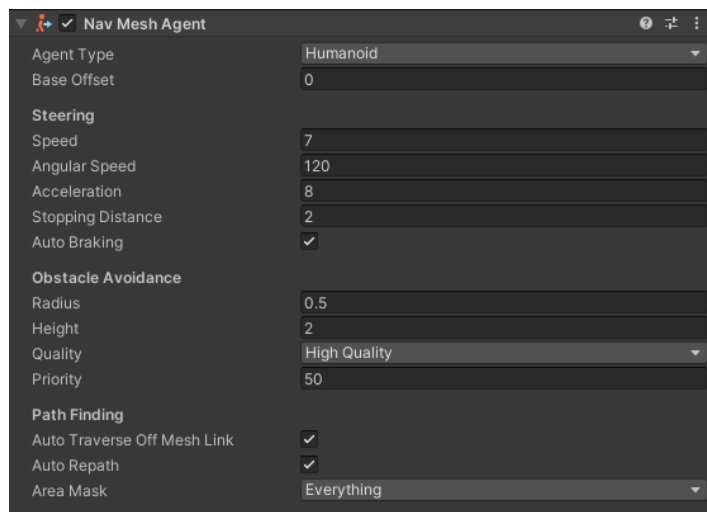 Nav Mesh Agent
Agent Type Humanoid
Base Offset 0
Steering
Speed 7
Angular Speed 120
Acceleration 8
Stopping Distance 2
Auto Braking
Obstacle Avoidance
Radius 0.5
Height 2
Quality High Quality
Priority 50
Path Finding
Auto Traverse Off Mesh Link
Auto Repath
Area Mask Everything